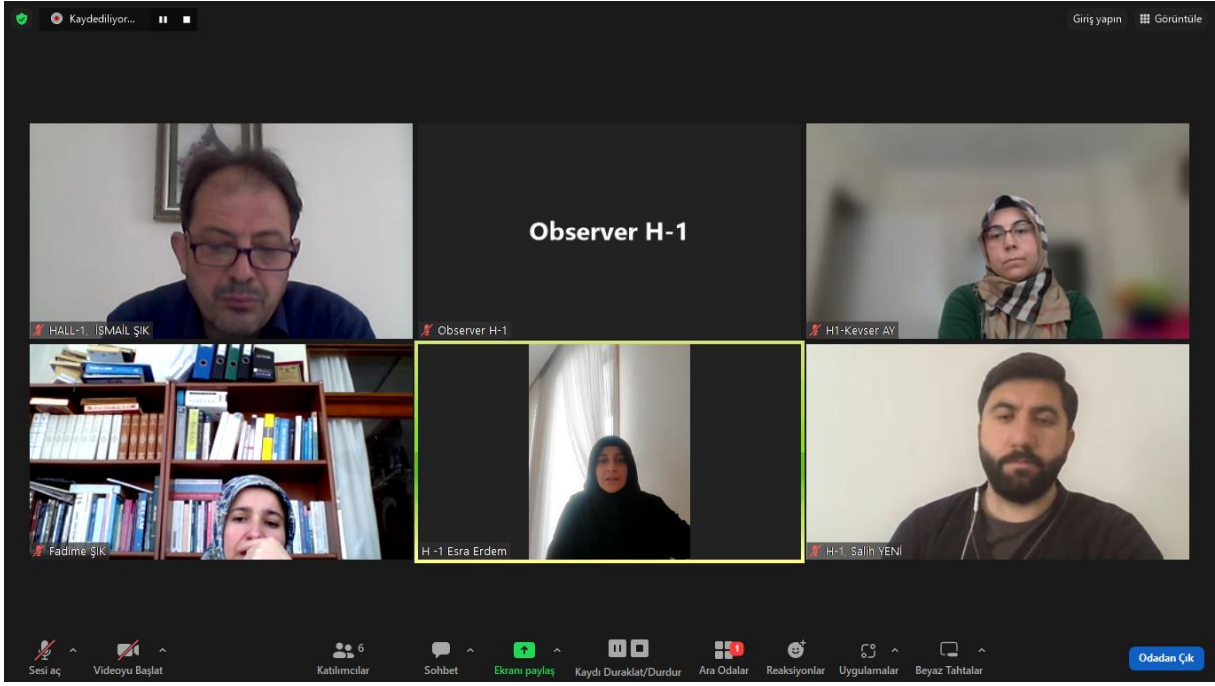 Kaydediliyor...
Giriş yapın
Görüntüle
Observer H-1
HALL-1, İSMAİL ŞIK
Observer H-1
H1-Kevser AY
Fadime ŞIK
H -1 Esra Erdem
H-1, Salih YENİ
6
1
Sesi aç
Videoyu Başlat
Katılımcılar
Sohbet
Ekranı paylaş
Kaydı Duraklat/Durdur
Ara Odalar
Reaksiyonlar
Uygulamalar
Beyaz Tahtalar
Odadan Çık